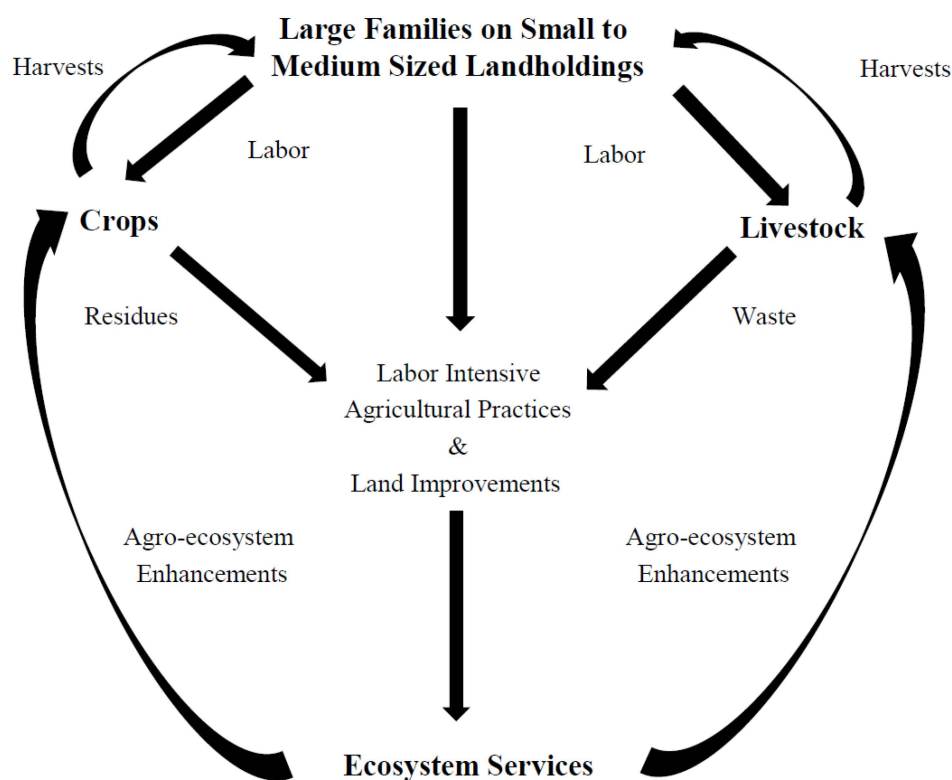 Large Families on Small to
Medium Sized Landholdings
Harvests
Harvests
Labor
Labor
Crops
Livestock
Residues
Waste
Labor Intensive
Agricultural Practices
&
Land Improvements
Agro-ecosystem
Enhancements
Agro-ecosystem
Enhancements
Ecosystem Services